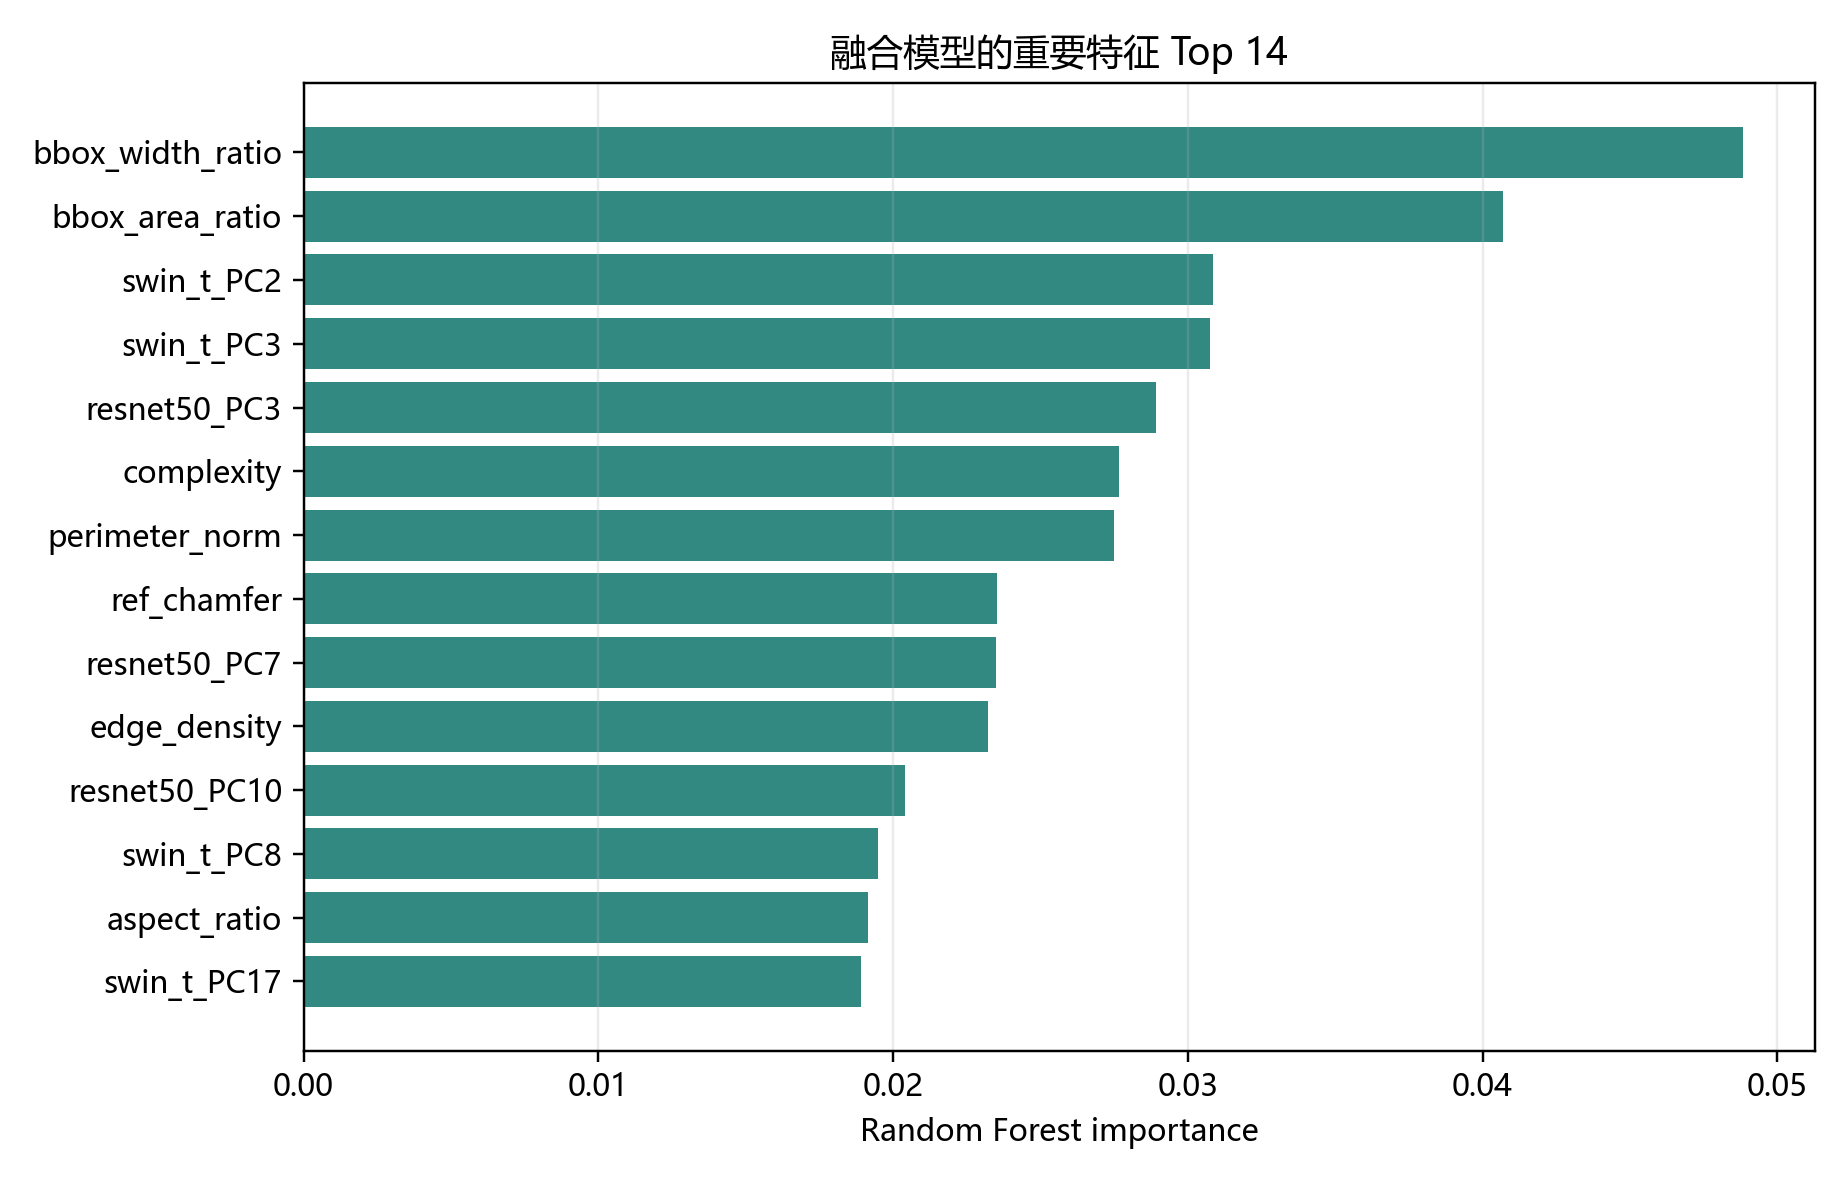 融合模型的重要特征 Top 14
bbox_width_ratio
bbox_area_ratio
swin_t_PC2
swin_t_PC3
resnet50_PC3
complexity
perimeter_norm
ref_chamfer
resnet50_PC7
edge_density
resnet50_PC10
swin_t_PC8
aspect_ratio
swin_t_PC17
0.00 0.01 0.02 0.03 0.04 0.05
Random Forest importance